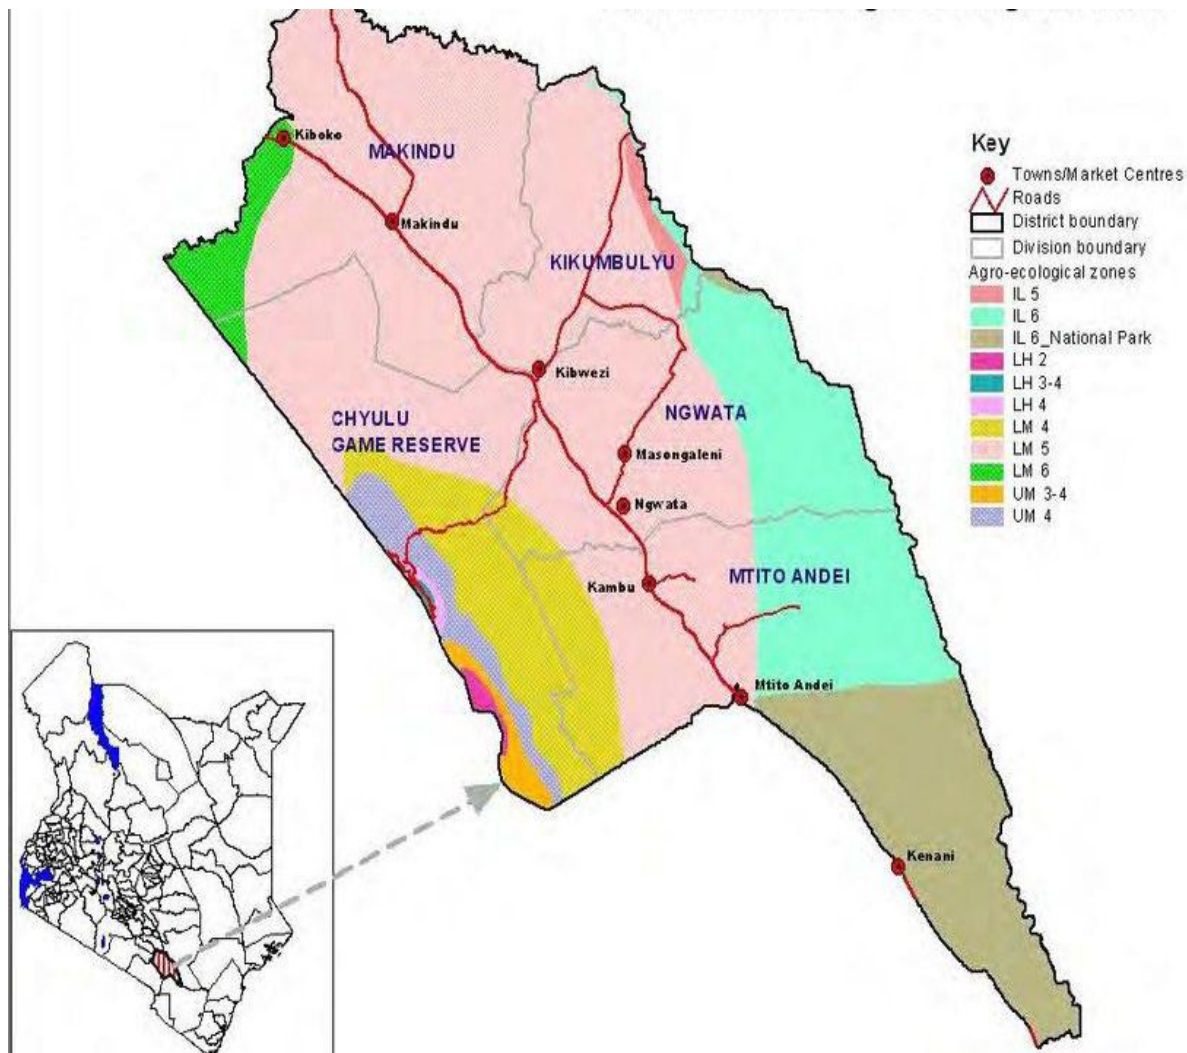 Kiboko
MAKINDU
Makindu
KIKUMBULYU
Kibwezi
CHYULU
GAME RESERVE
NGWATA
Masongaleni
Ngwata
Kambu
MTITO ANDEI
Mtito Andei
Kenani
Key
Towns/Market Centres
Roads
District boundary
Division boundary
Agro-ecological zones
IL 5
IL 6
IL 6_National Park
LH 2
LH 3-4
LH 4
LM 4
LM 5
LM 6
UM 3-4
UM 4